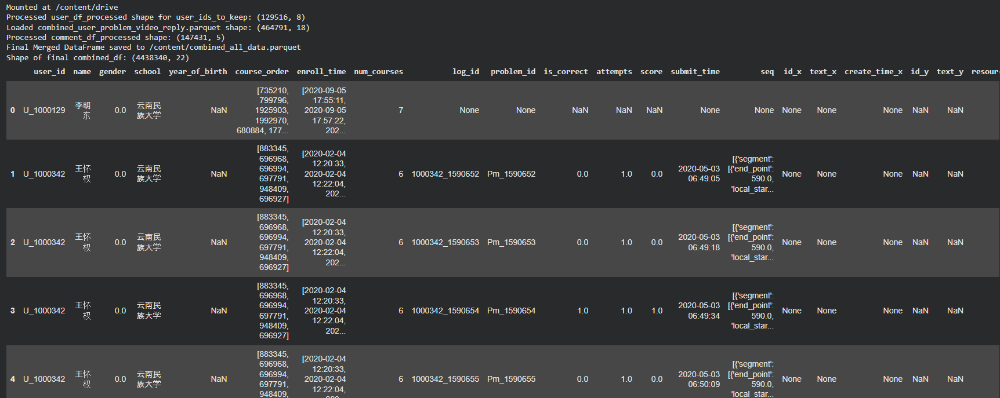 Mounted at /content/drive
Processed user_df_processed shape for user_ids_to_keep: (129516, 8)
Loaded combined_user_problem_video_reply.parquet shape: (464791, 18)
Processed comment_df_processed shape: (147431, 5)
Final Merged DataFrame saved to /content/combined_all_data.parquet
Shape of final combined_df: (4438340, 22)
user_id name gender school year_of_birth course_order enroll_time num_courses log_id problem_id is_correct attempts score submit_time seq id_x text_x create_time_x id_y text_y resour
0 U_1000129 李明东 0.0 云南民族大学 NaN [735210, 799796, 1925903, 1992970, 680884, 177... [2020-09-05 17:55:11, 2020-09-05 17:57:22, 202... 7 None None NaN NaN NaN None None None None None NaN NaN
1 U_1000342 王怀权 0.0 云南民族大学 NaN [883345, 696968, 696994, 697791, 948409, 696927] [2020-02-04 12:20:33, 2020-02-04 12:22:04, 202... 6 1000342_1590652 Pm_1590652 0.0 1.0 0.0 2020-05-03 06:49:05 [{'segment': [{'end_point': 590.0, 'local_star... None None None NaN NaN
2 U_1000342 王怀权 0.0 云南民族大学 NaN [883345, 696968, 696994, 697791, 948409, 696927] [2020-02-04 12:20:33, 2020-02-04 12:22:04, 202... 6 1000342_1590653 Pm_1590653 0.0 1.0 0.0 2020-05-03 06:49:18 [{'segment': [{'end_point': 590.0, 'local_star... None None None NaN NaN
3 U_1000342 王怀权 0.0 云南民族大学 NaN [883345, 696968, 696994, 697791, 948409, 696927] [2020-02-04 12:20:33, 2020-02-04 12:22:04, 202... 6 1000342_1590654 Pm_1590654 1.0 1.0 1.0 2020-05-03 06:49:34 [{'segment': [{'end_point': 590.0, 'local_star... None None None NaN NaN
4 U_1000342 王怀权 0.0 云南民族大学 NaN [883345, 696968, 696994, 697791, 948409, [2020-02-04 12:20:33, 2020-02-04 12:22:04, 6 1000342_1590655 Pm_1590655 0.0 1.0 0.0 2020-05-03 06:50:09 [{'segment': [{'end_point': 590.0, 'local_star... None None None NaN NaN